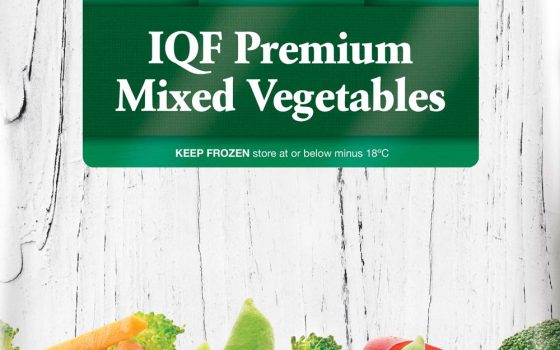 IQF Premium
Mixed Vegetables
KEEP FROZEN store at or below minus 18ºC